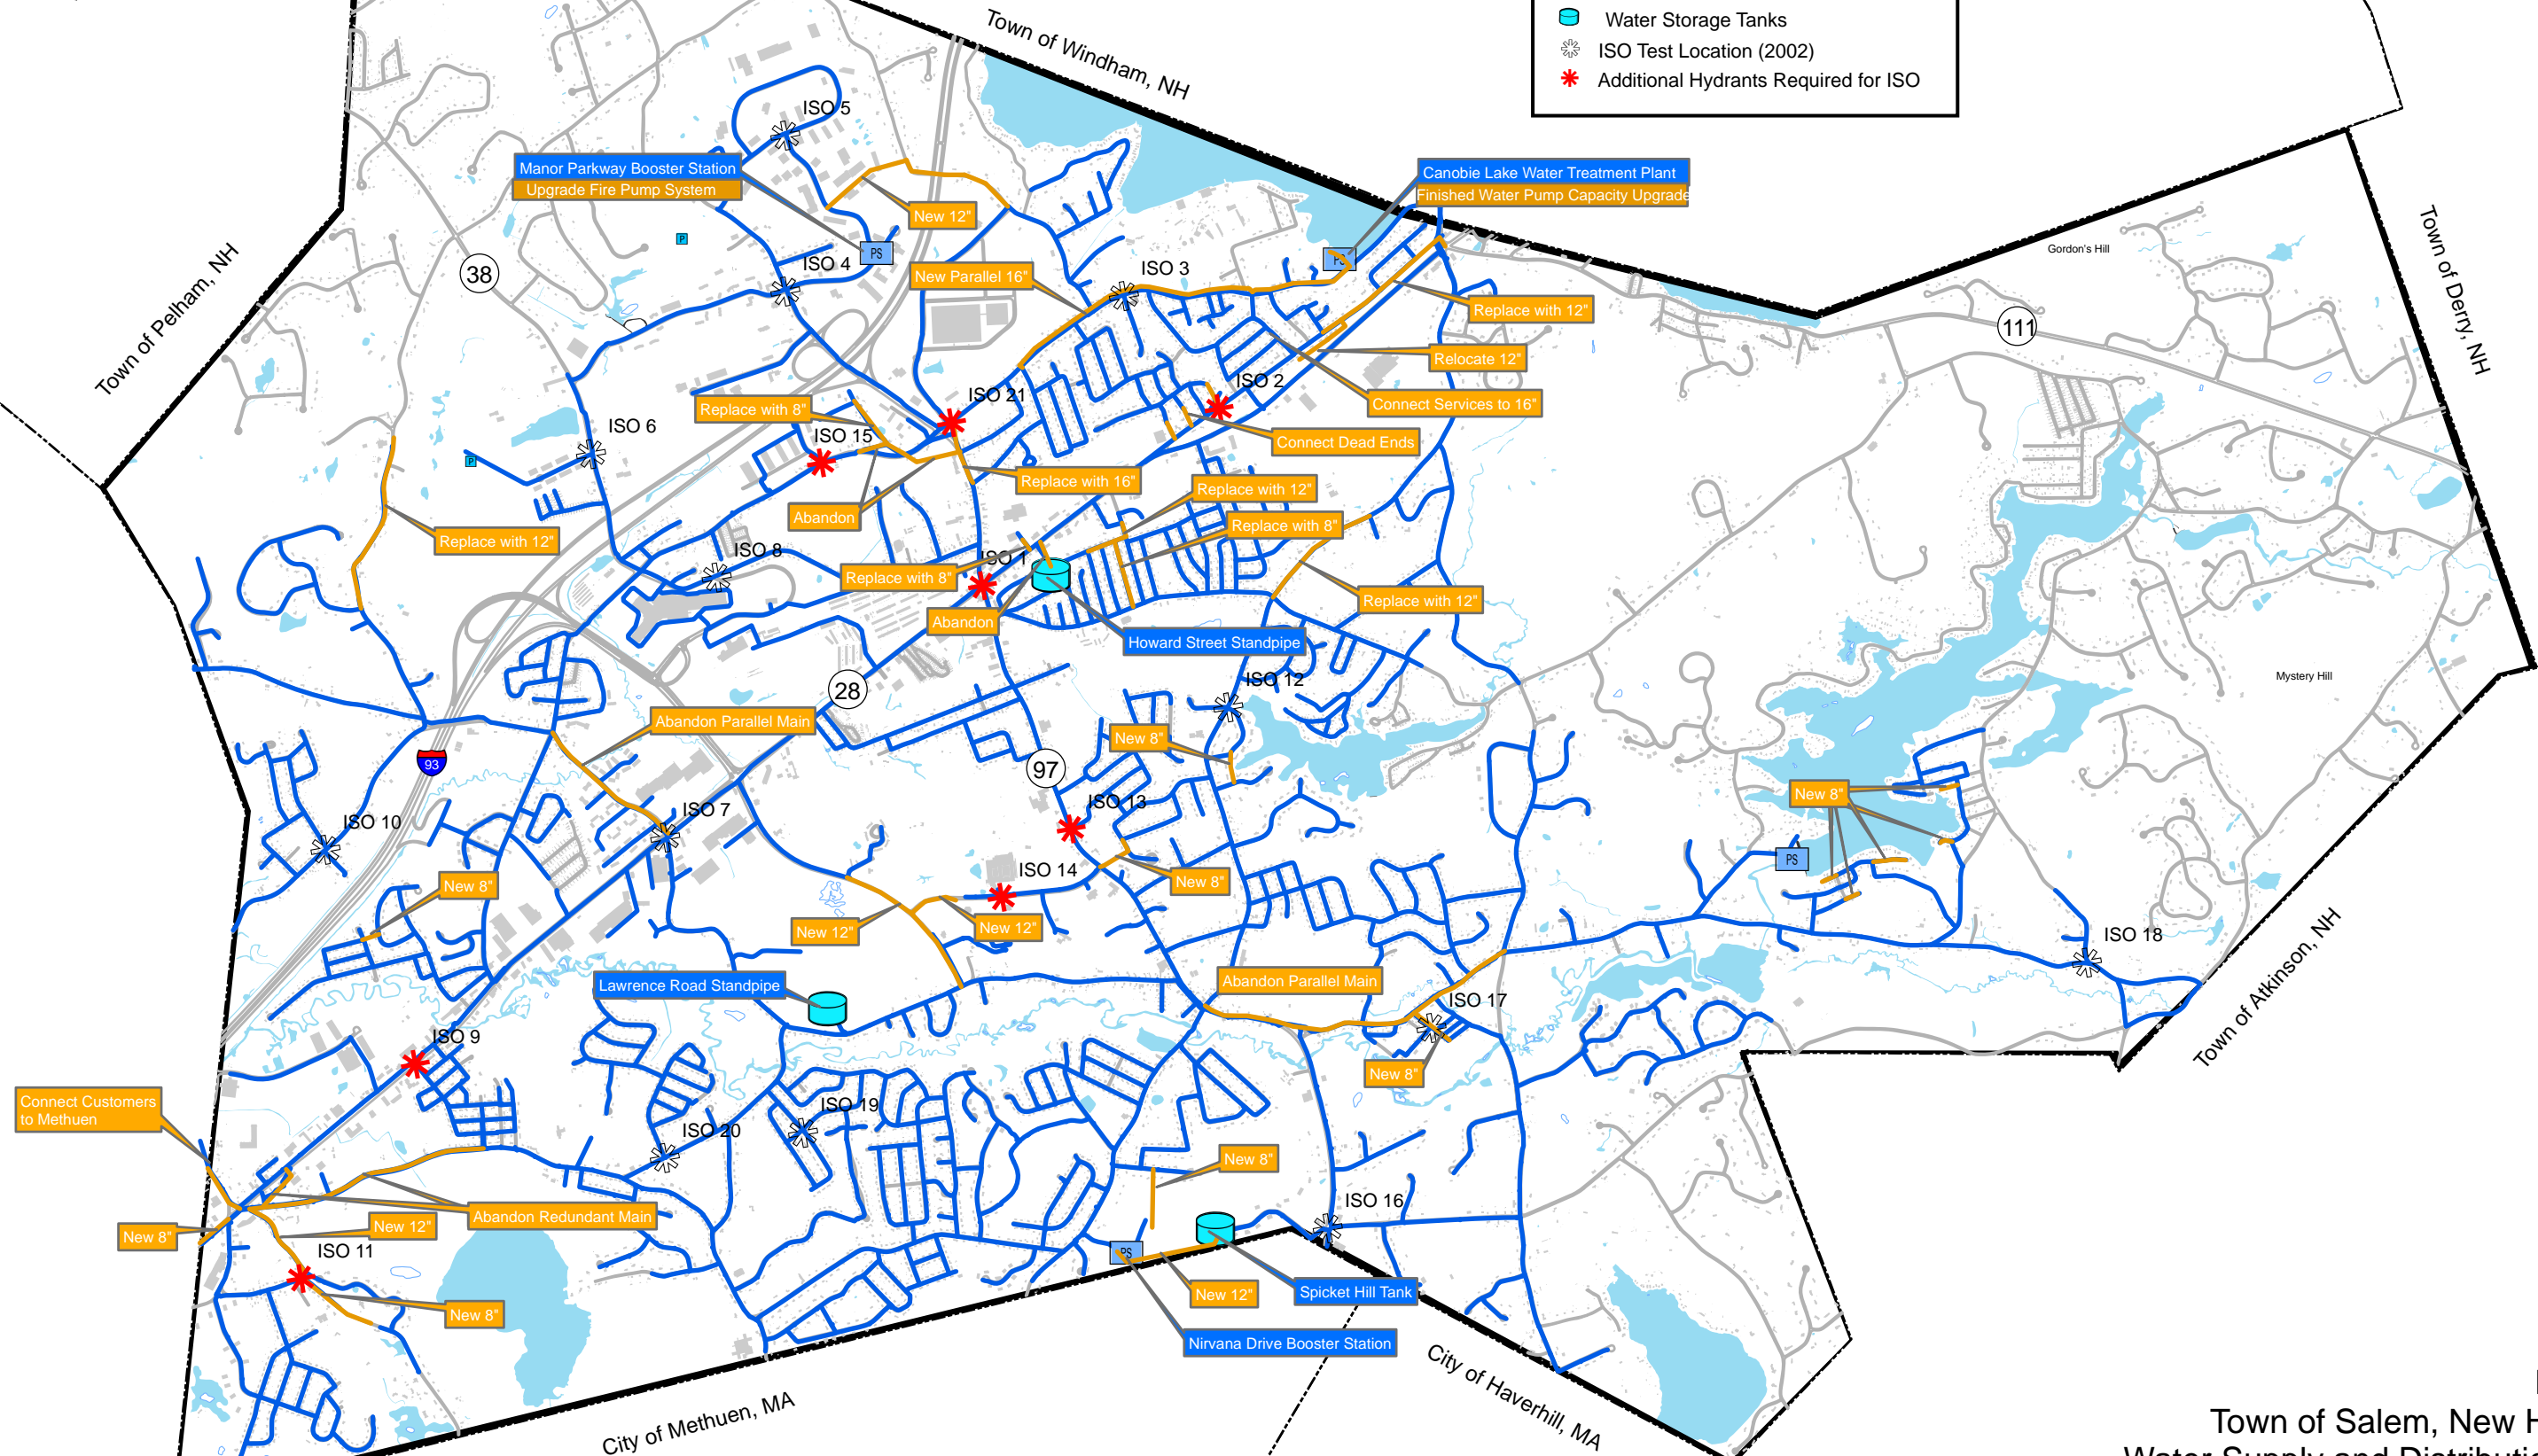 Water Storage Tanks
ISO Test Location (2002)
Additional Hydrants Required for ISO
Town of Windham, NH
Town of Pelham, NH
Town of Derry, NH
Town of Atkinson, NH
City of Methuen, MA
City of Haverhill, MA
ISO 5
Manor Parkway Booster Station
Upgrade Fire Pump System
Canobie Lake Water Treatment Plant
Finished Water Pump Capacity Upgrade
New 12"
P
PS
38
ISO 4
ISO 3
PS
Gordon's Hill
New Parallel 16"
Replace with 12"
111
Relocate 12"
ISO 2
ISO 21
Connect Services to 16"
Replace with 8"
ISO 6
ISO 15
Connect Dead Ends
P
Replace with 16"
Replace with 12"
Abandon
Replace with 8"
Replace with 12"
ISO 8
ISO 1
Replace with 8"
Replace with 12"
Abandon
Howard Street Standpipe
28
ISO 12
Mystery Hill
Abandon Parallel Main
New 8"
93
97
New 8"
ISO 13
ISO 7
ISO 10
PS
ISO 14
New 8"
New 8"
New 12"
New 12"
ISO 18
Lawrence Road Standpipe
Abandon Parallel Main
ISO 17
ISO 9
New 8"
Connect Customers
to Methuen
ISO 19
ISO 20
New 8"
ISO 16
Abandon Redundant Main
New 12"
New 8"
ISO 11
PS
New 12"
Spicket Hill Tank
New 8"
Nirvana Drive Booster Station
Town of Salem, New H
Water Supply and Distributi